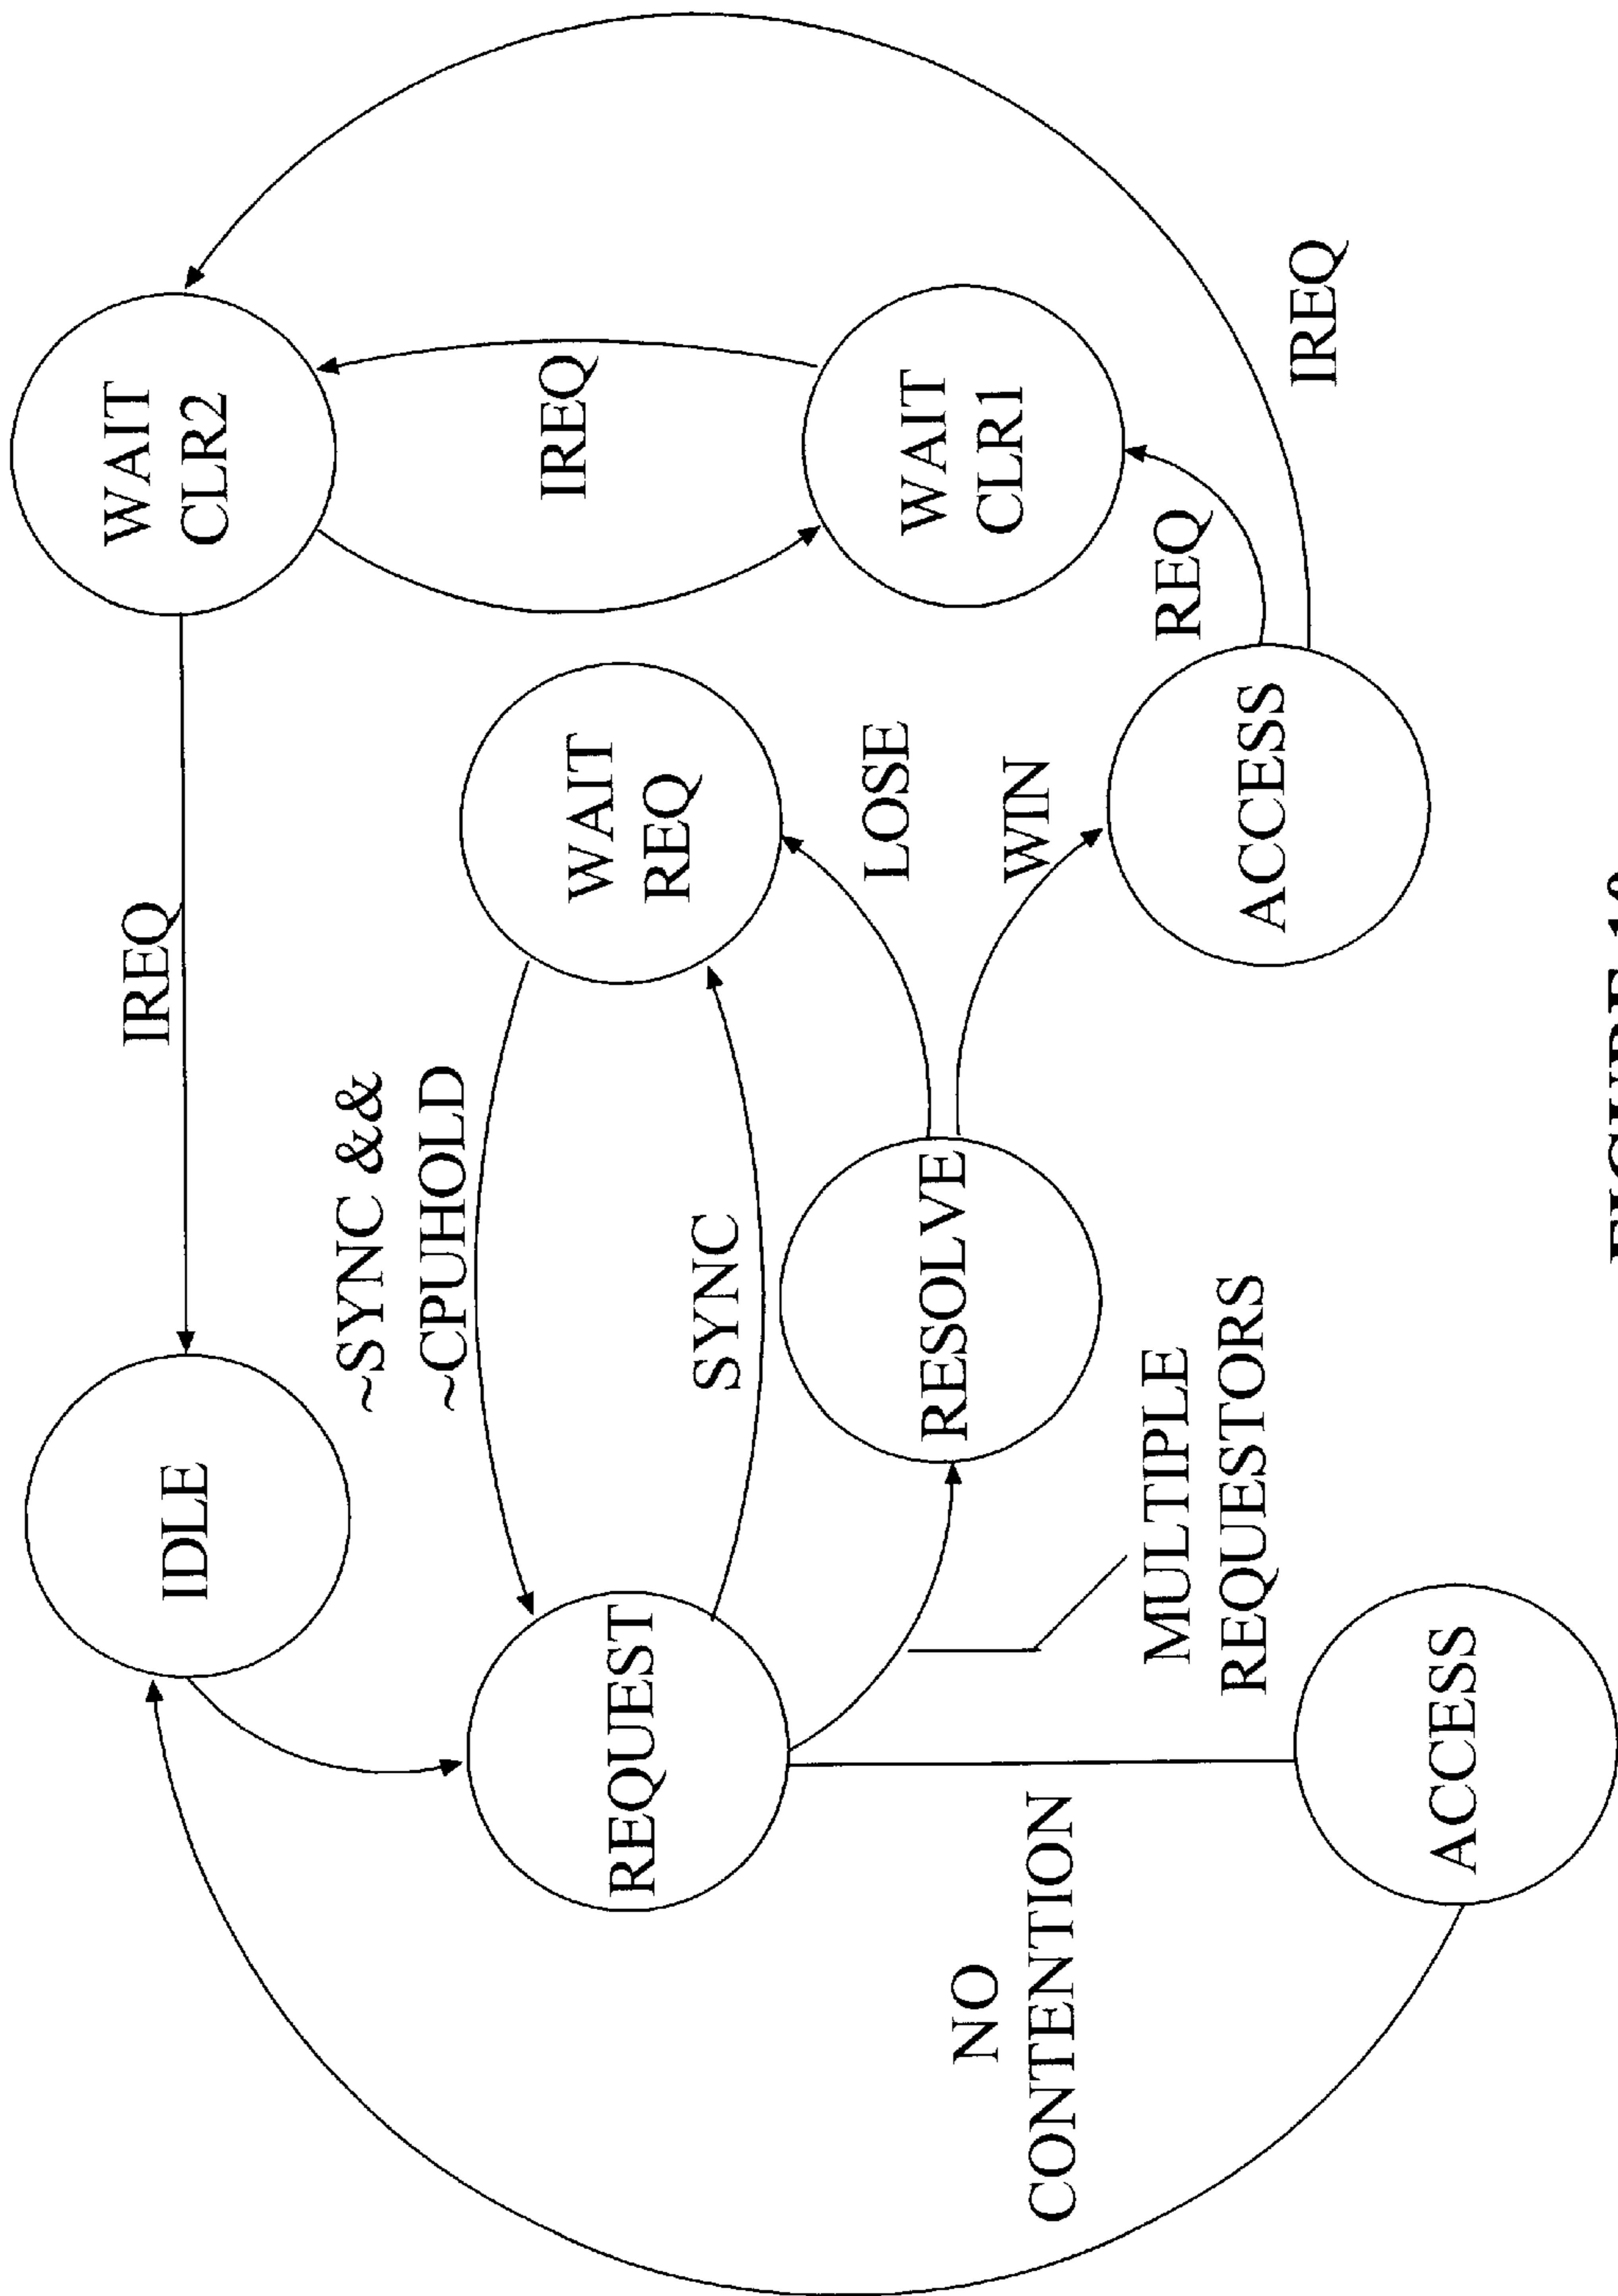 IDLE
IREQ
WAIT
CLR2
~SYNC &&
~CPUHOLD
REQUEST
SYNC
WAIT
REQ
IREQ
RESOLVE
LOSE
WAIT
CLR1
NO
CONTENTION
WIN
MULTIPLE
REQUESTORS
REQ
ACCESS
IREQ
ACCESS
FIGURE